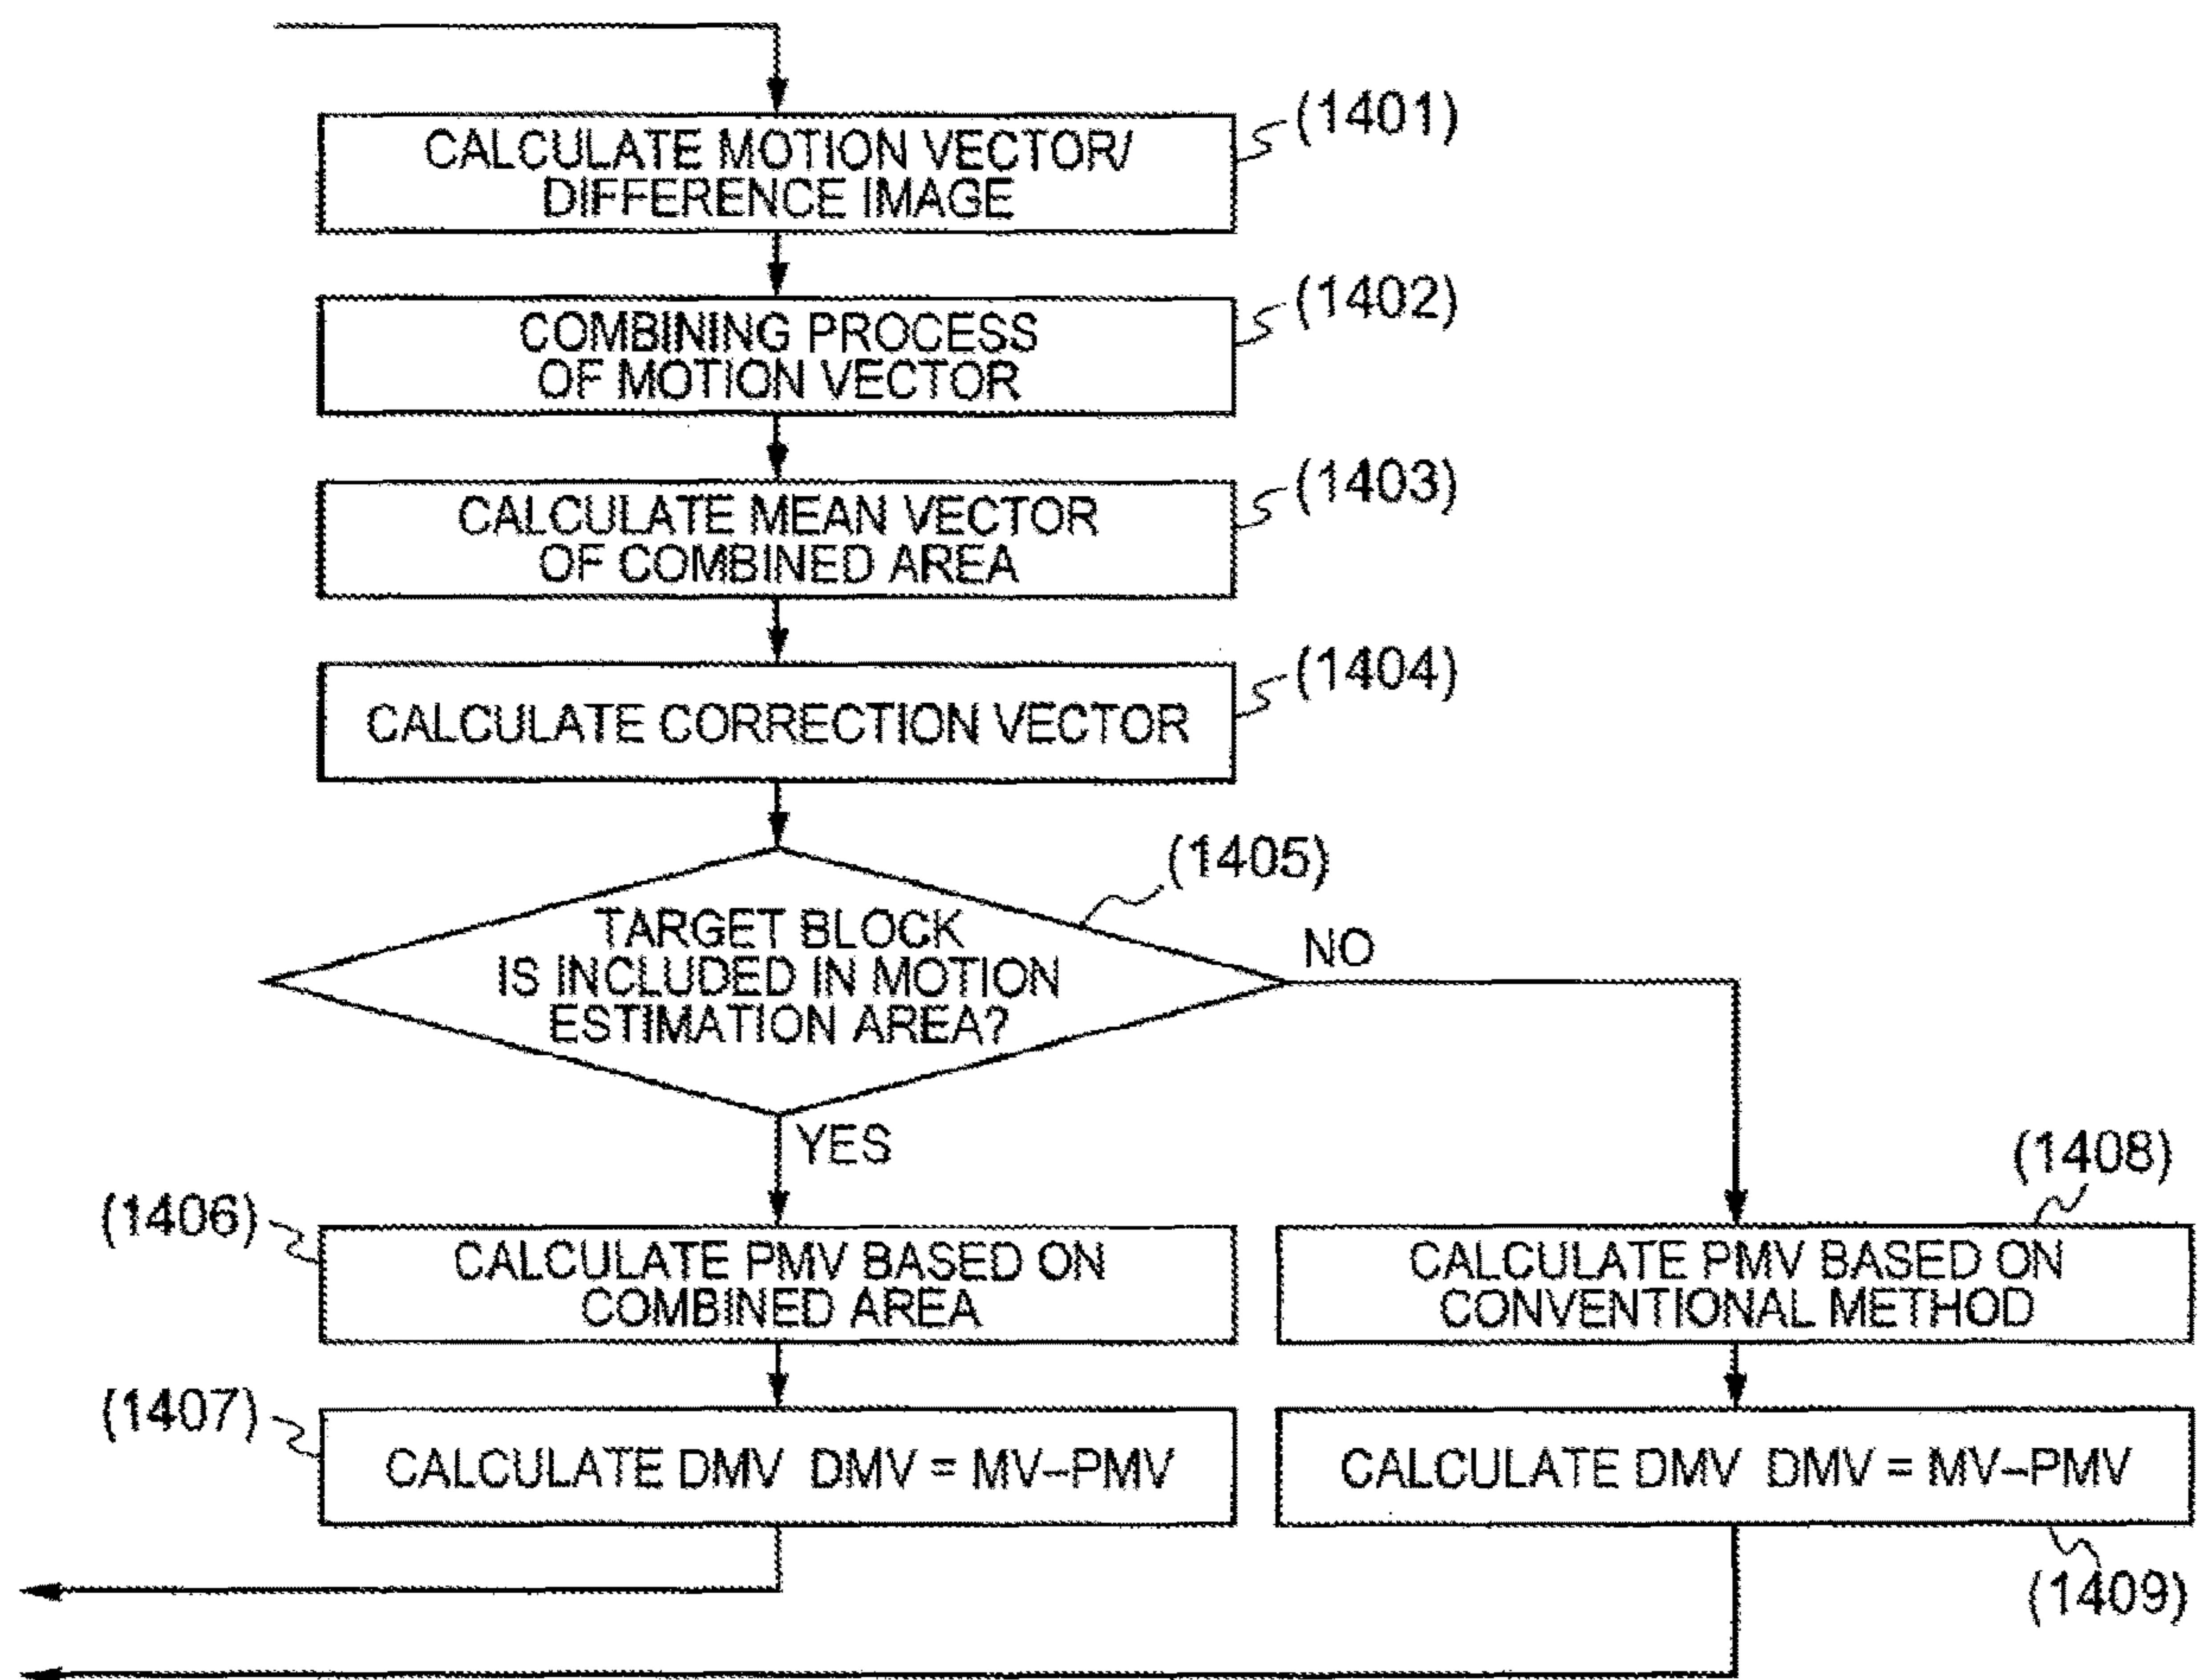 (1401)
CALCULATE MOTION VECTOR/
DIFFERENCE IMAGE
(1402)
COMBINING PROCESS
OF MOTION VECTOR
(1403)
CALCULATE MEAN VECTOR
OF COMBINED AREA
(1404)
CALCULATE CORRECTION VECTOR
(1405)
TARGET BLOCK
IS INCLUDED IN MOTION
ESTIMATION AREA?
NO
YES
(1406)
CALCULATE PMV BASED ON
COMBINED AREA
(1408)
CALCULATE PMV BASED ON
CONVENTIONAL METHOD
(1407)
CALCULATE DMV DMV = MV–PMV
CALCULATE DMV DMV = MV–PMV
(1409)